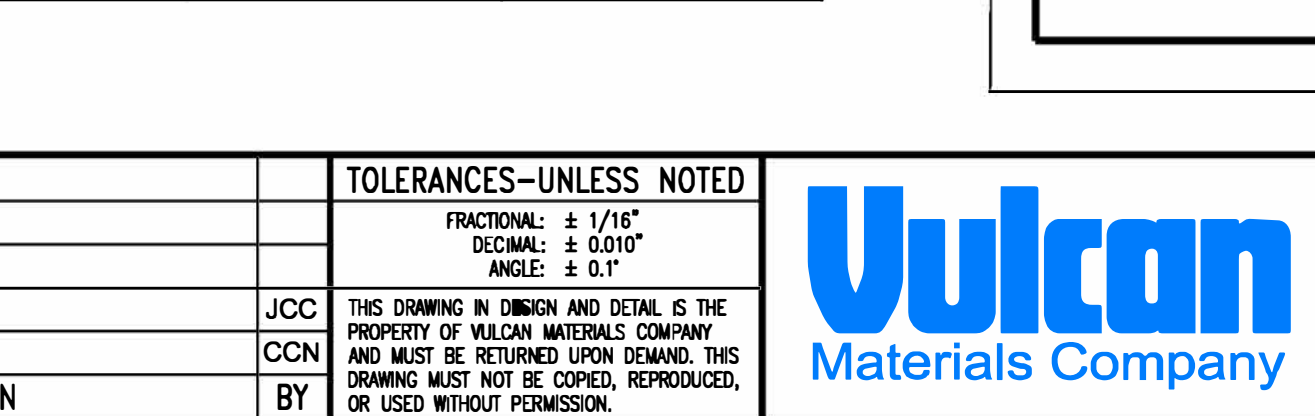 TOLERANCES-UNLESS NOTED
FRACTIONAL: ± 1/16"
DECIMAL: ± 0.010"
ANGLE: ± 0.1°
JCC
THIS DRAWING IN DESIGN AND DETAIL IS THE
PROPERTY OF VULCAN MATERIALS COMPANY
CCN
AND MUST BE RETURNED UPON DEMAND. THIS
DRAWING MUST NOT BE COPIED, REPRODUCED,
N
BY
OR USED WITHOUT PERMISSION.
Vulcan
Materials Company